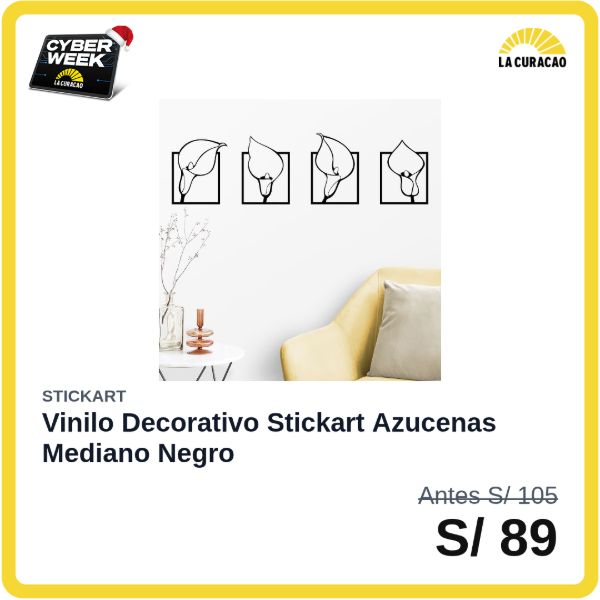 CYBER
WEEK
LA CURACAO
LA CURACAO
STICKART
Vinilo Decorativo Stickart Azucenas
Mediano Negro
Antes S/ 105
S/ 89